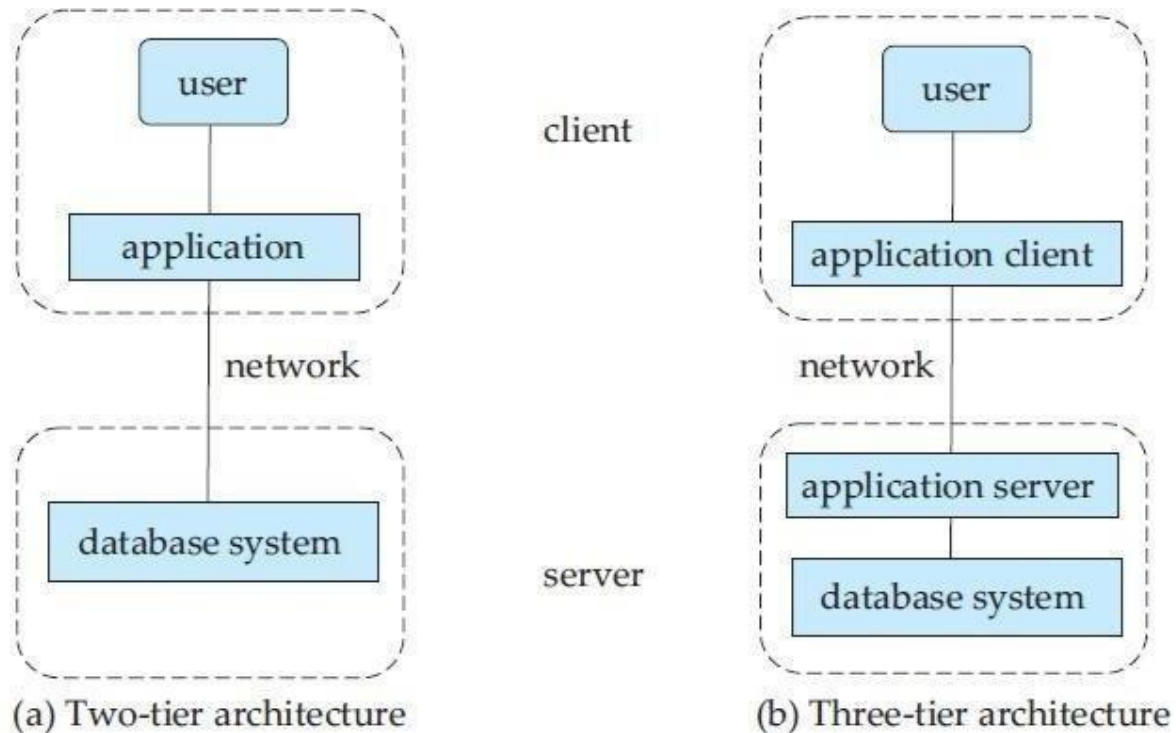 user
application
network
database system
(a) Two-tier architecture
client
server
user
application client
network
application server
database system
(b) Three-tier architecture